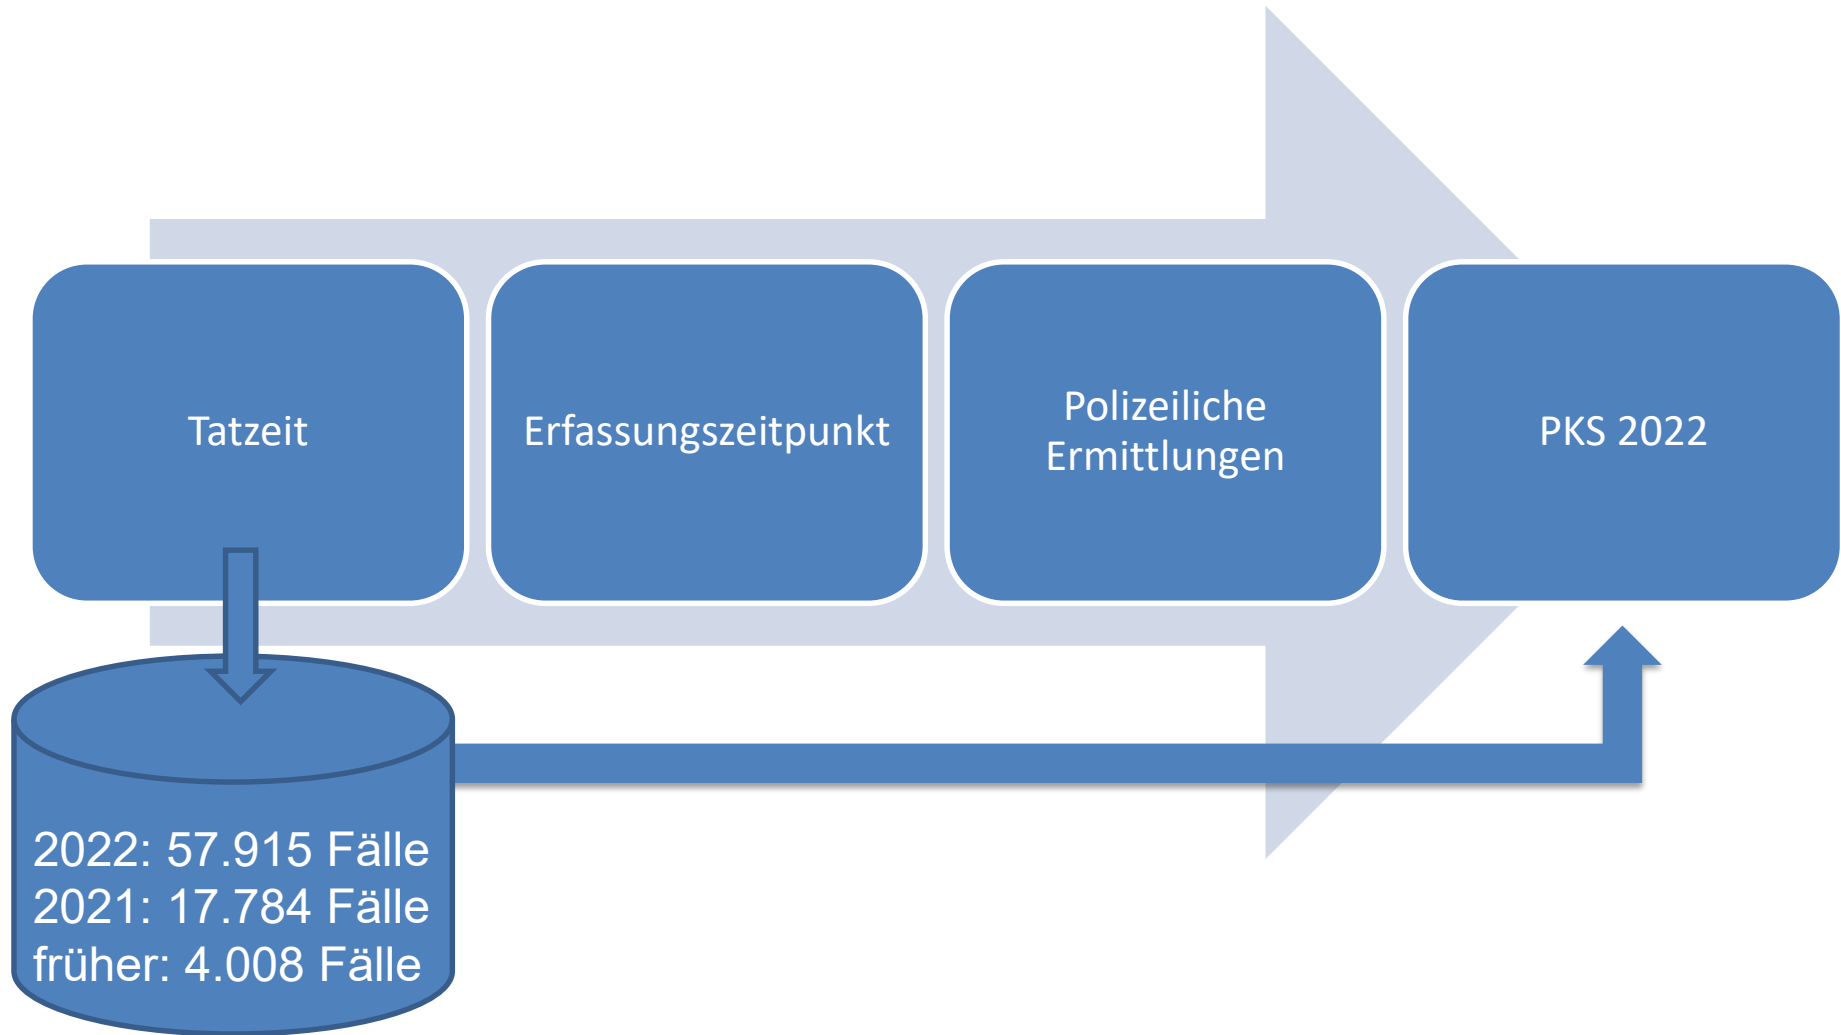 Tatzeit
Erfassungszeitpunkt
Polizeiliche
Ermittlungen
PKS 2022
2022: 57.915 Fälle
2021: 17.784 Fälle
früher: 4.008 Fälle